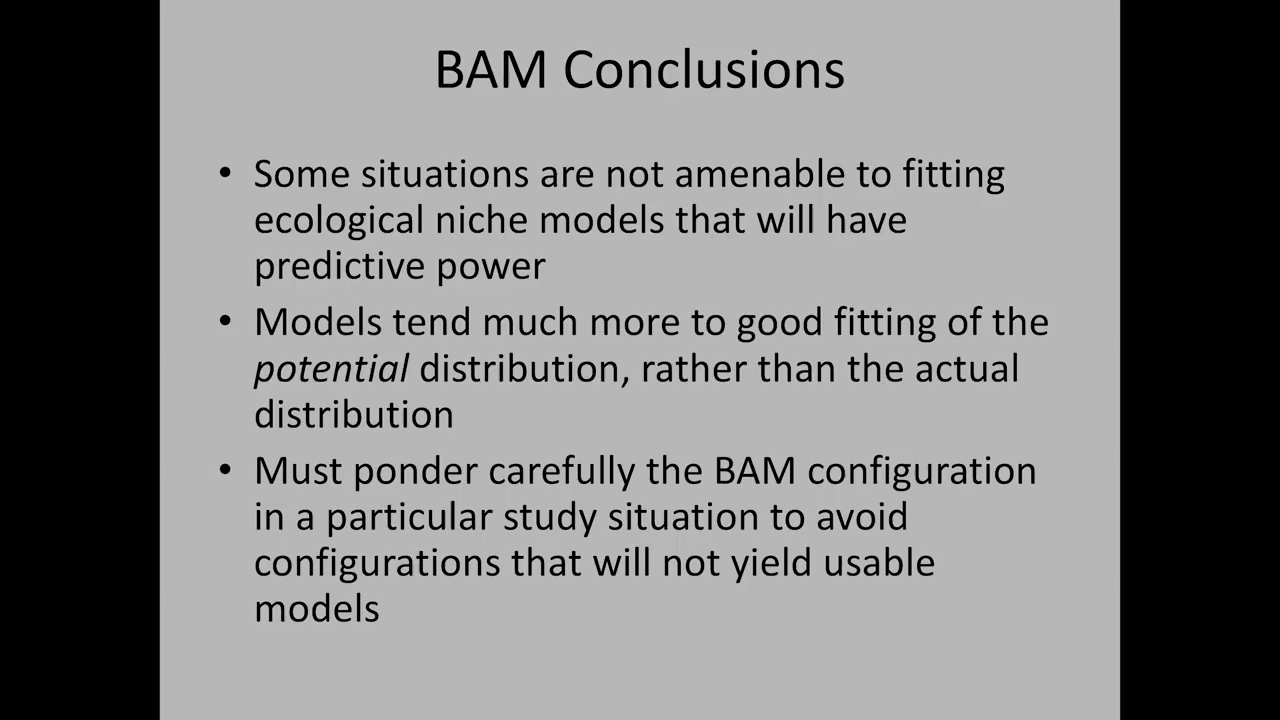 BAM Conclusions
• Some situations are not amenable to fitting
ecological niche models that will have
predictive power
• Models tend much more to good fitting of the
potential distribution, rather than the actual
distribution
• Must ponder carefully the BAM configuration
in a particular study situation to avoid
configurations that will not yield usable
models